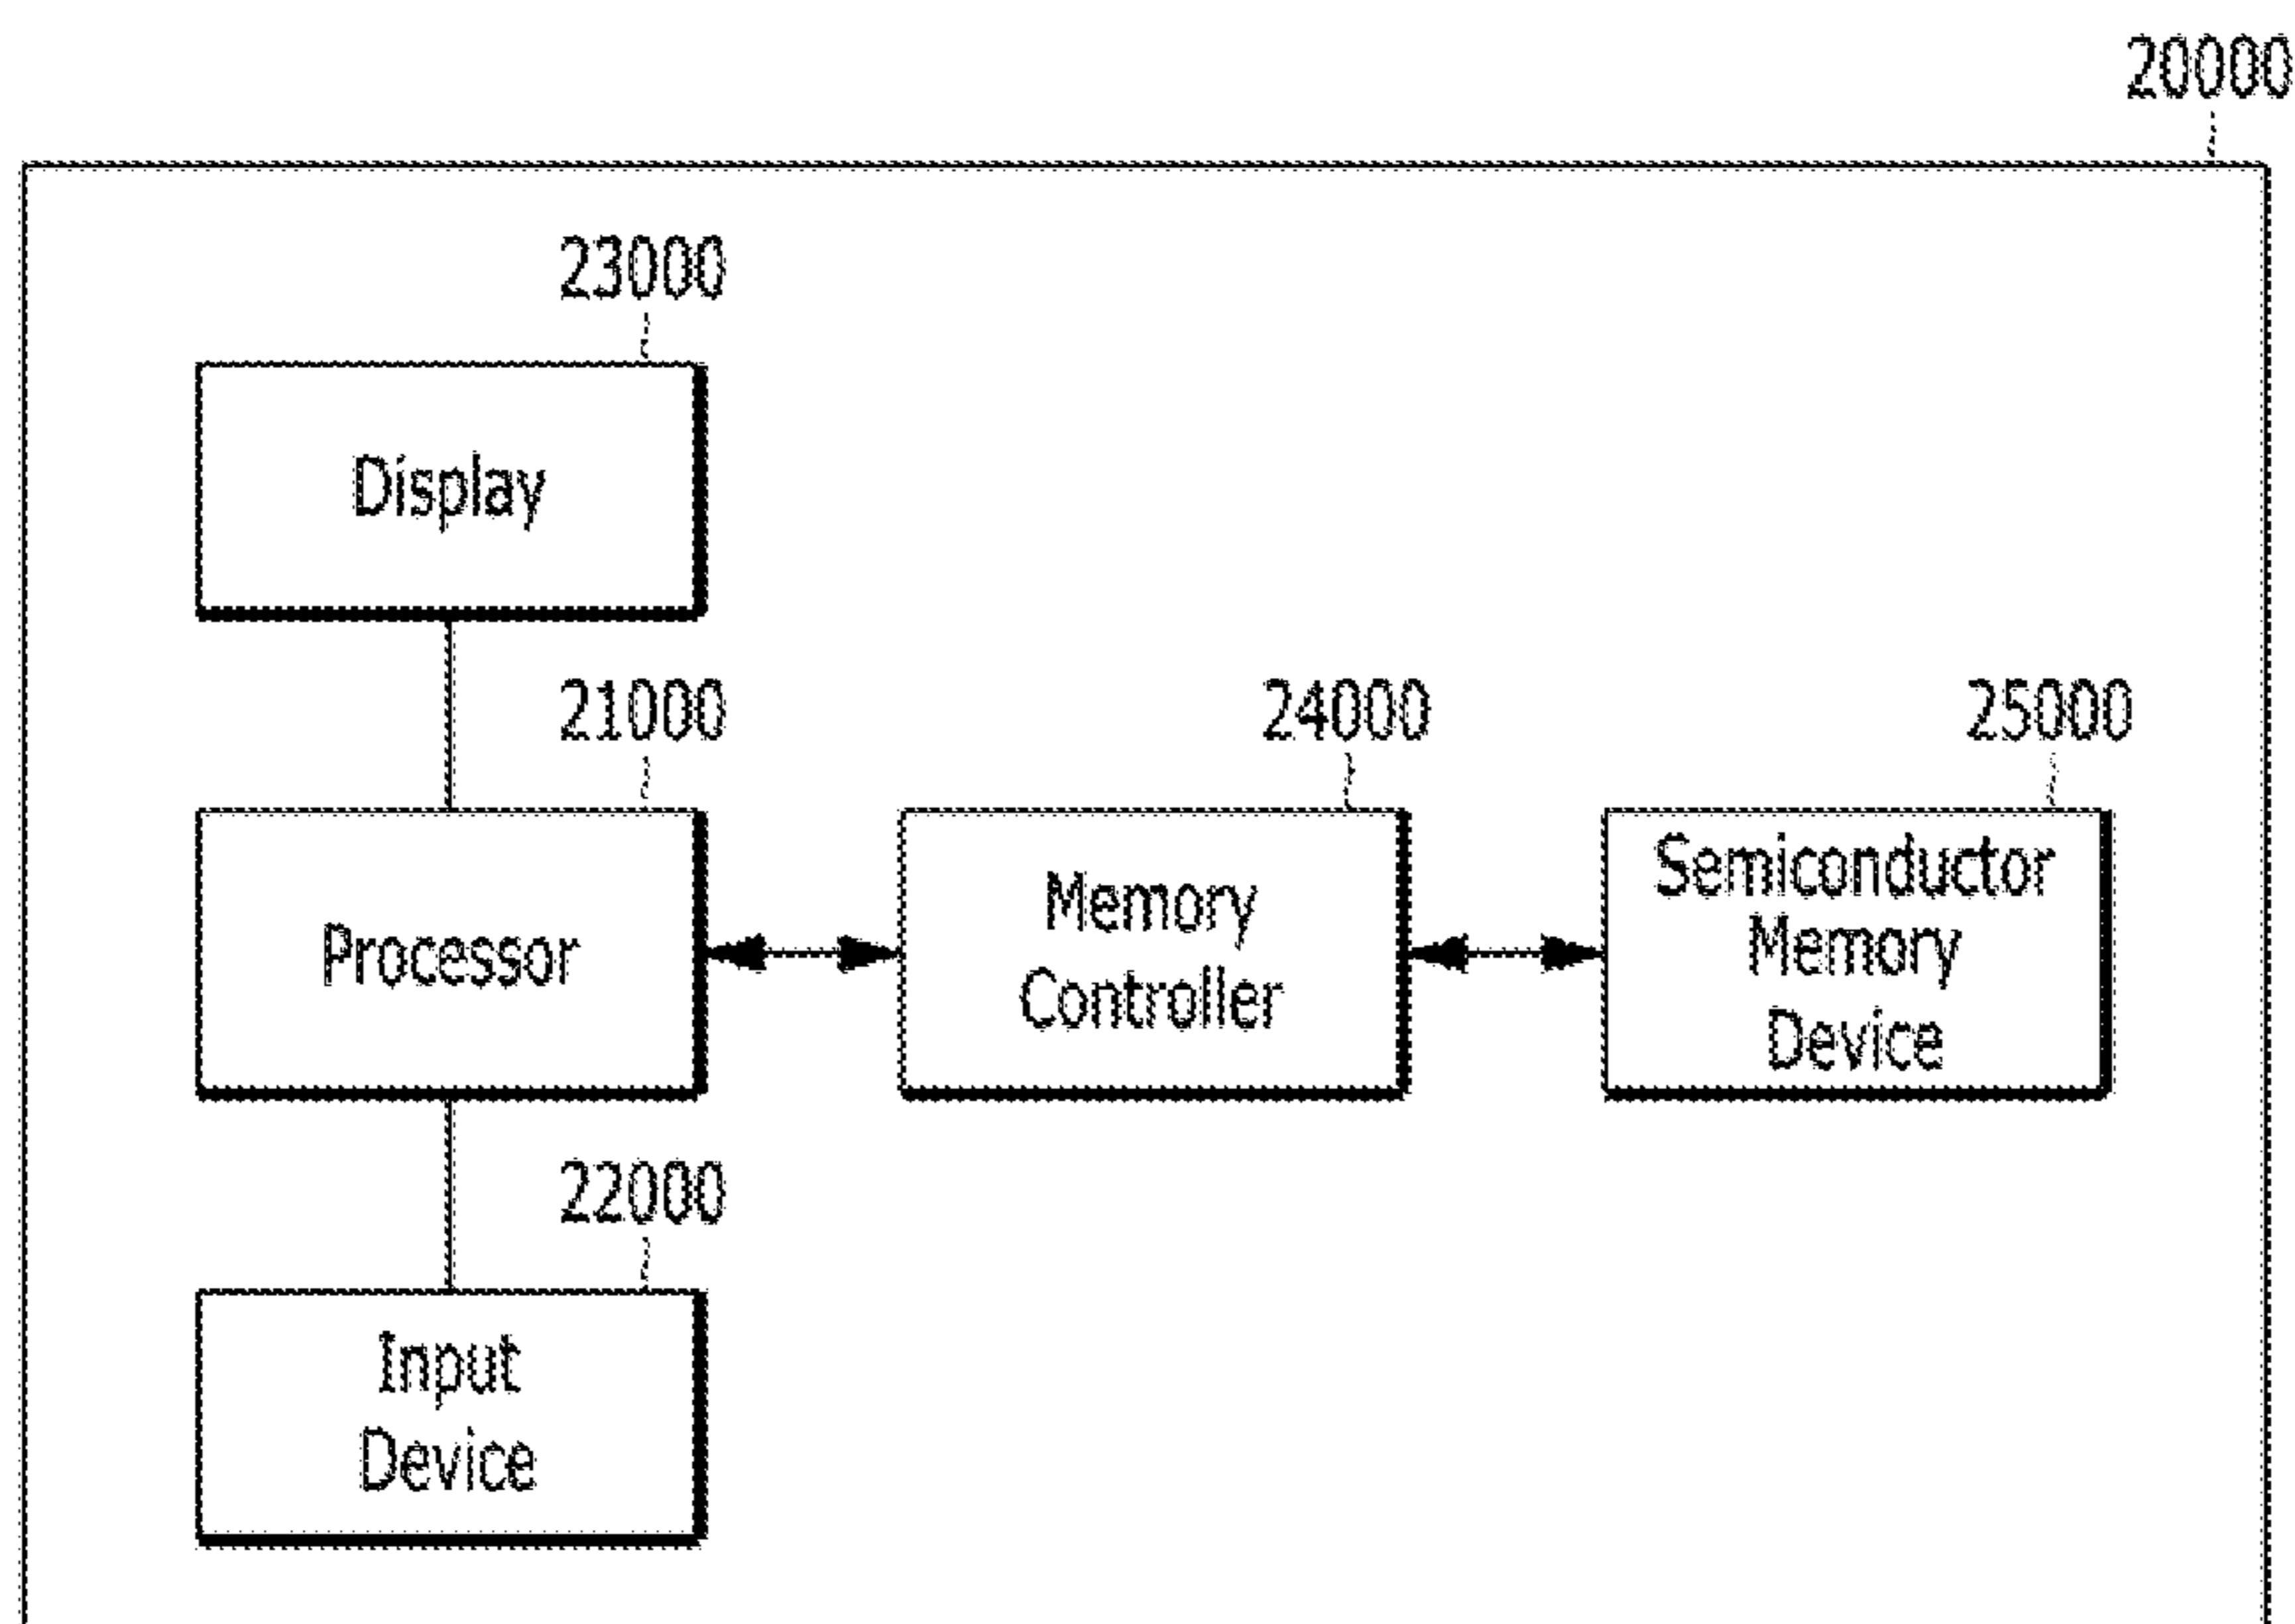 20000
23000
Display
21000
24000
25000
Processor
Memory
Controller
Semiconductor
Memory
Device
22000
Input
Device